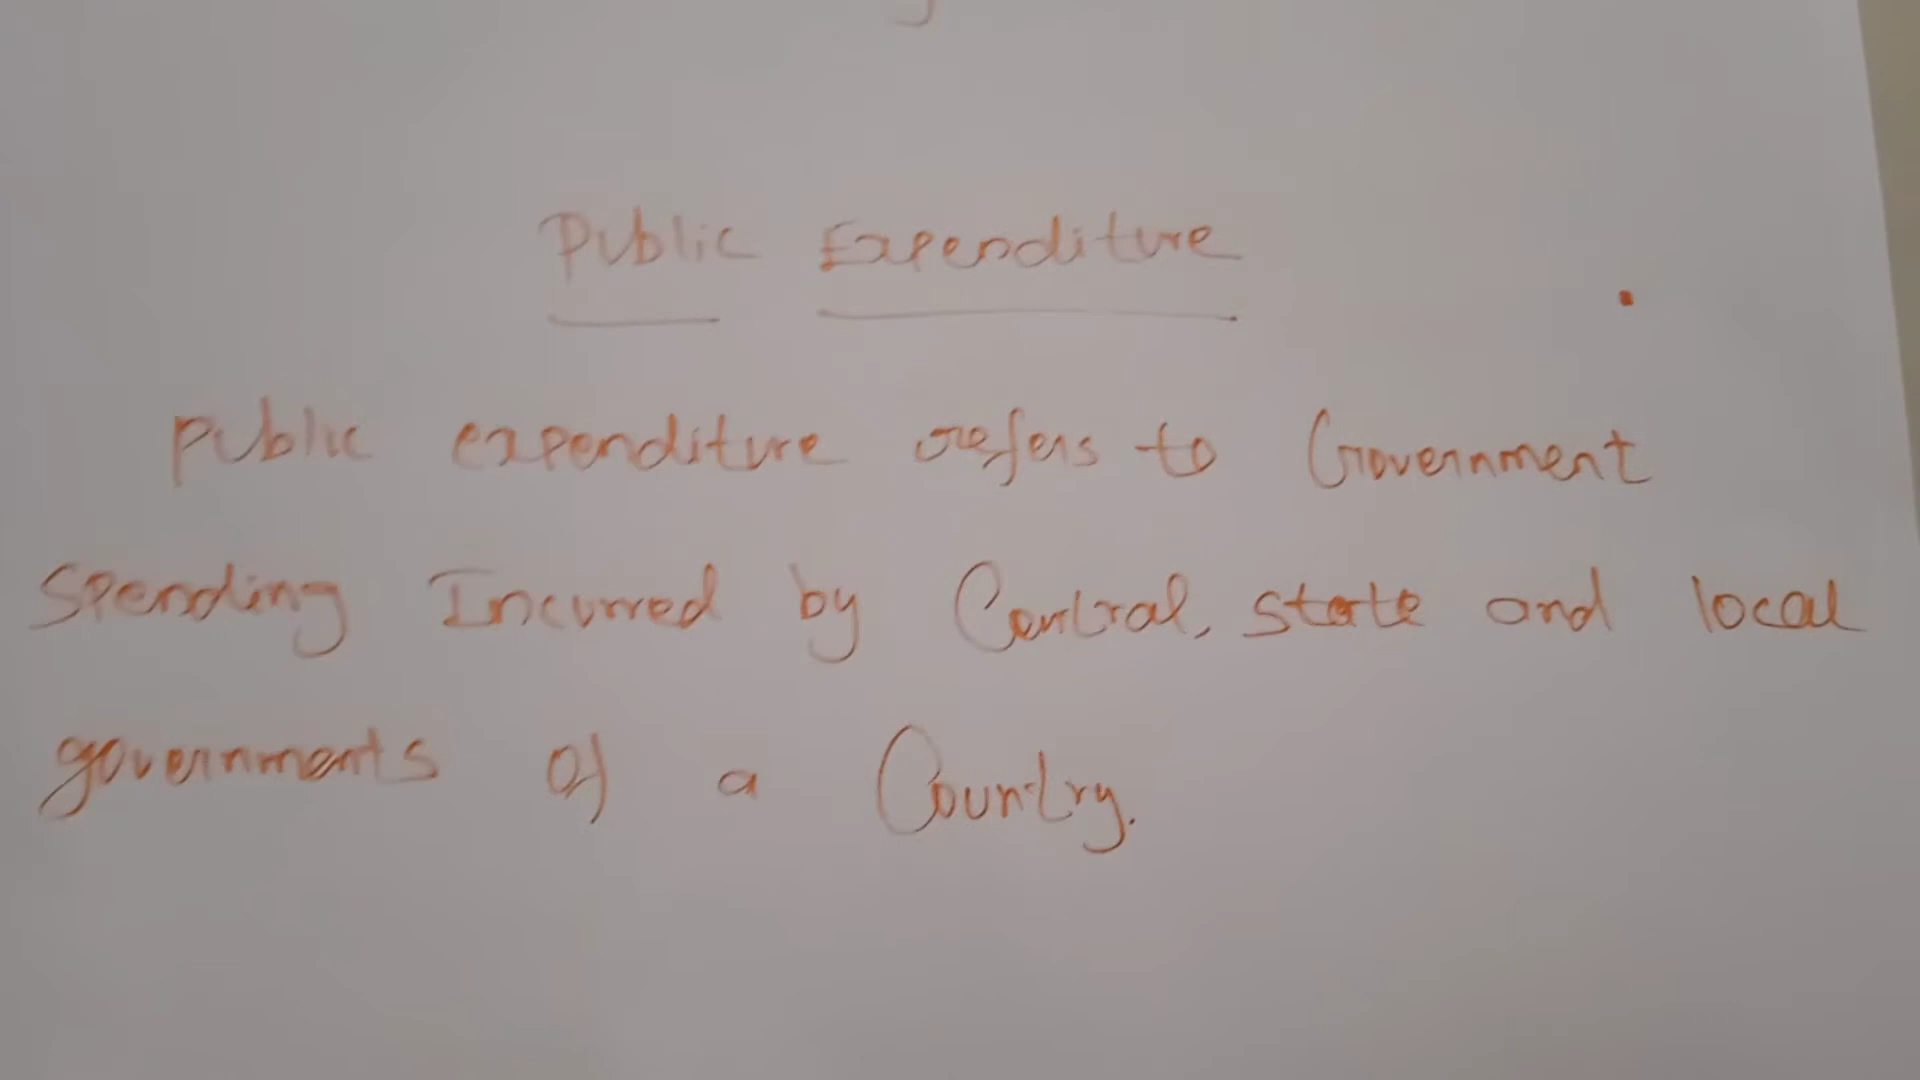 Public Expenditure
Public expenditure refers to Government
Spending Incurred by Central, state and local
governments of a Country.